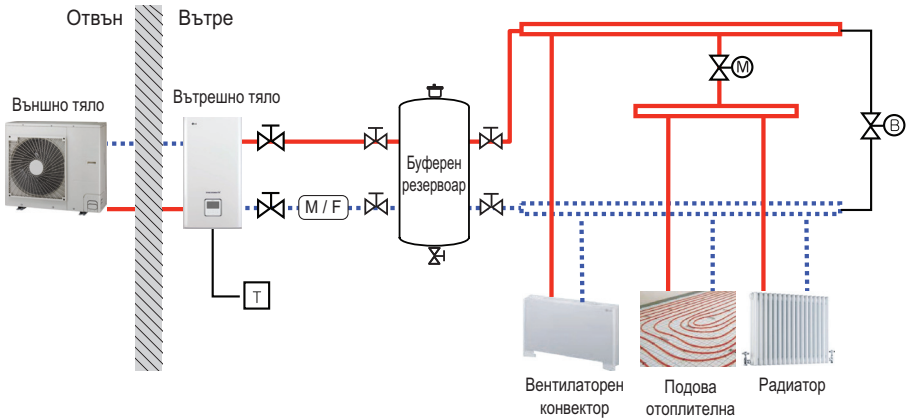 Отвън
Вътре
Външно тяло
Вътрешно тяло
M / F
T
Буферен
резервоар
M
B
Вентилаторен
конвектор
Подова
отоплителна
Радиатор